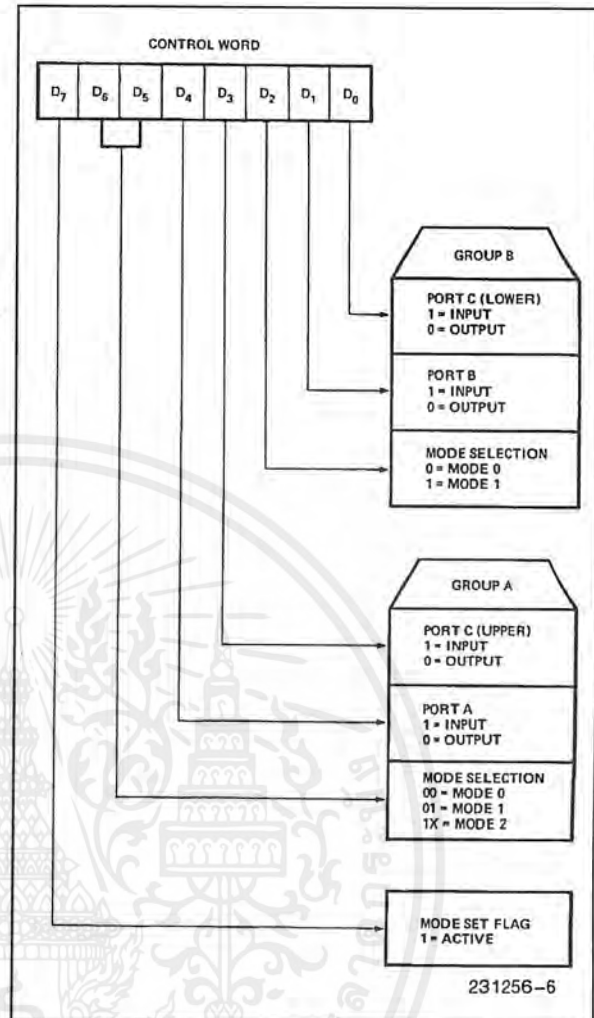 CONTROL WORD
D7 D6 D5 D4 D3 D2 D1 D0
GROUP B
PORT C (LOWER)
1 = INPUT
0 = OUTPUT
PORT B
1 = INPUT
0 = OUTPUT
MODE SELECTION
0 = MODE 0
1 = MODE 1
GROUP A
PORT C (UPPER)
1 = INPUT
0 = OUTPUT
PORT A
1 = INPUT
0 = OUTPUT
MODE SELECTION
00 = MODE 0
01 = MODE 1
1X = MODE 2
MODE SET FLAG
1 = ACTIVE
231256-6